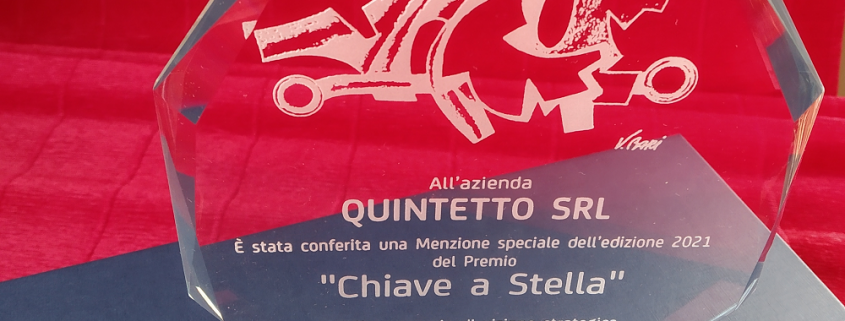 V. BARI
All'azienda
QUINTETTO SRL
È stata conferita una Menzione speciale dell'edizione 2021
del Premio
"Chiave a Stella"